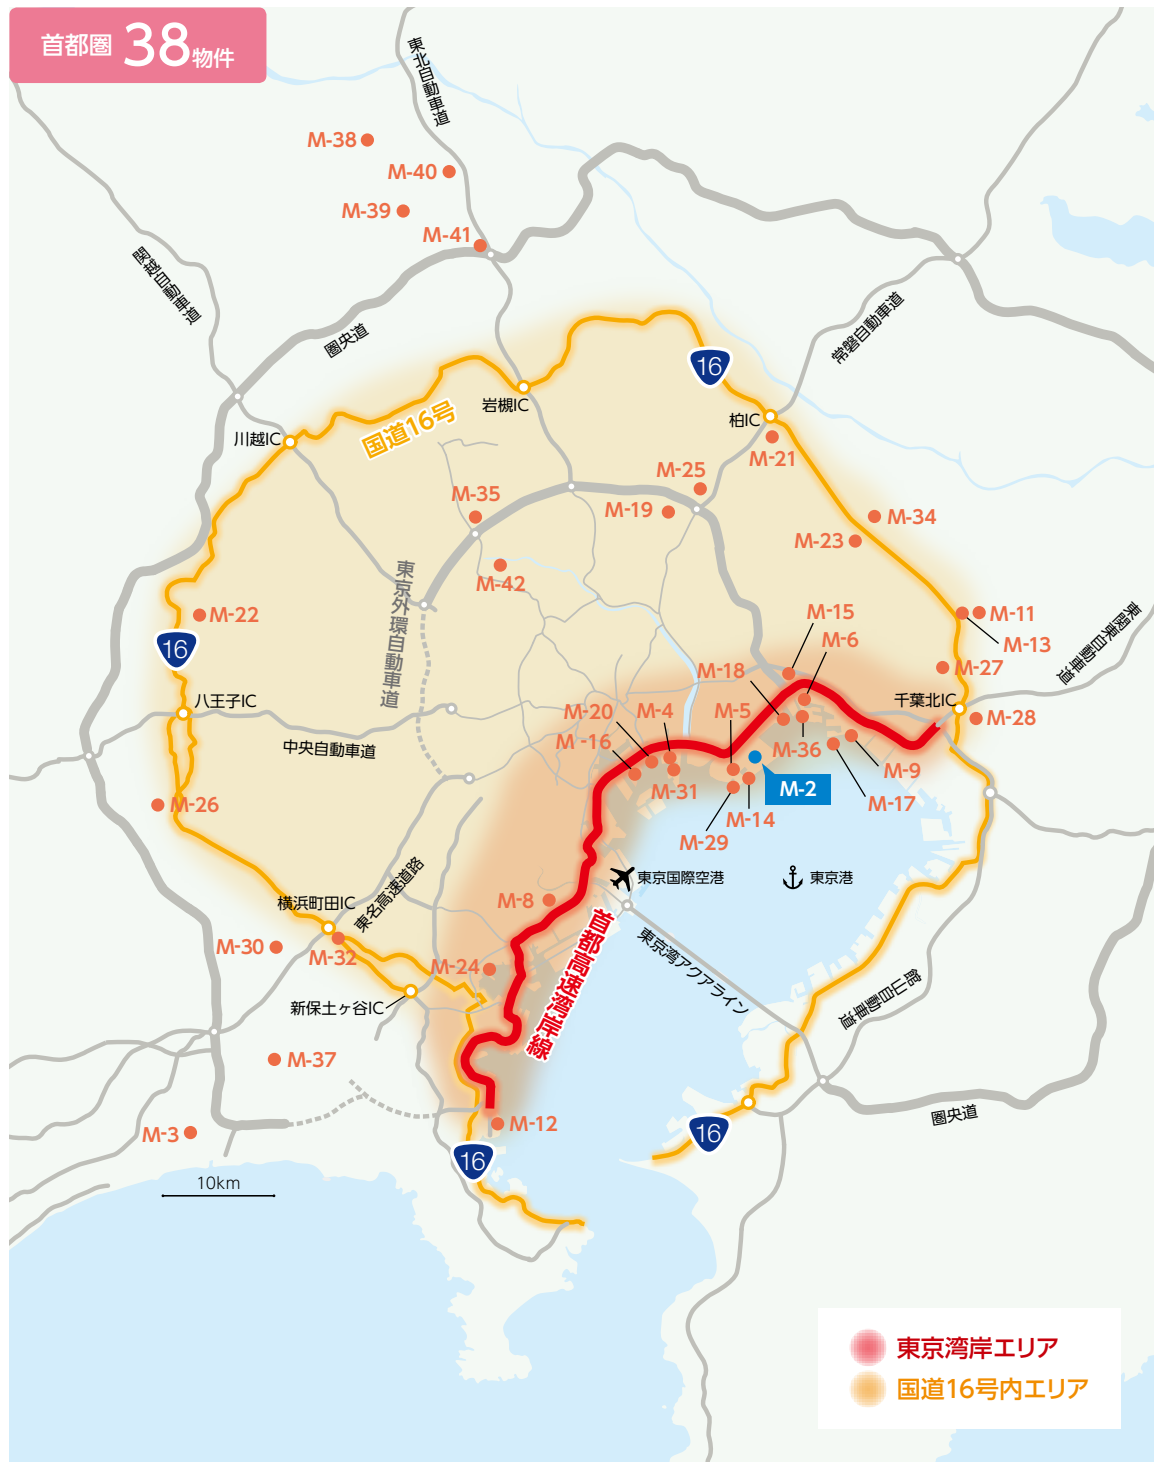 首都圏 38物件
東北自動車道
M-38
M-40
M-39
M-41
関越自動車道
圏央道
常磐自動車道
16
岩槻IC
国道16号
川越IC
柏IC
M-21
M-25
M-35
M-19
M-34
M-23
M-42
東京外環自動車道
M-22
M-15
M-11
M-6
M-13
16
M-18
M-27
東関東自動車道
八王子IC
千葉北IC
M-20
M-4
M-5
M-28
中央自動車道
M-16
M-36
M-9
M-31
M-2
M-26
M-17
M-14
M-29
東京国際空港
東京港
東名高速道路
横浜町田IC
M-8
M-30
M-32
M-24
首都高速湾岸線
東京湾アクアライン
新保土ヶ谷IC
館山自動車道
M-37
圏央道
M-12
M-3
16
16
10km
東京湾岸エリア
国道16号内エリア